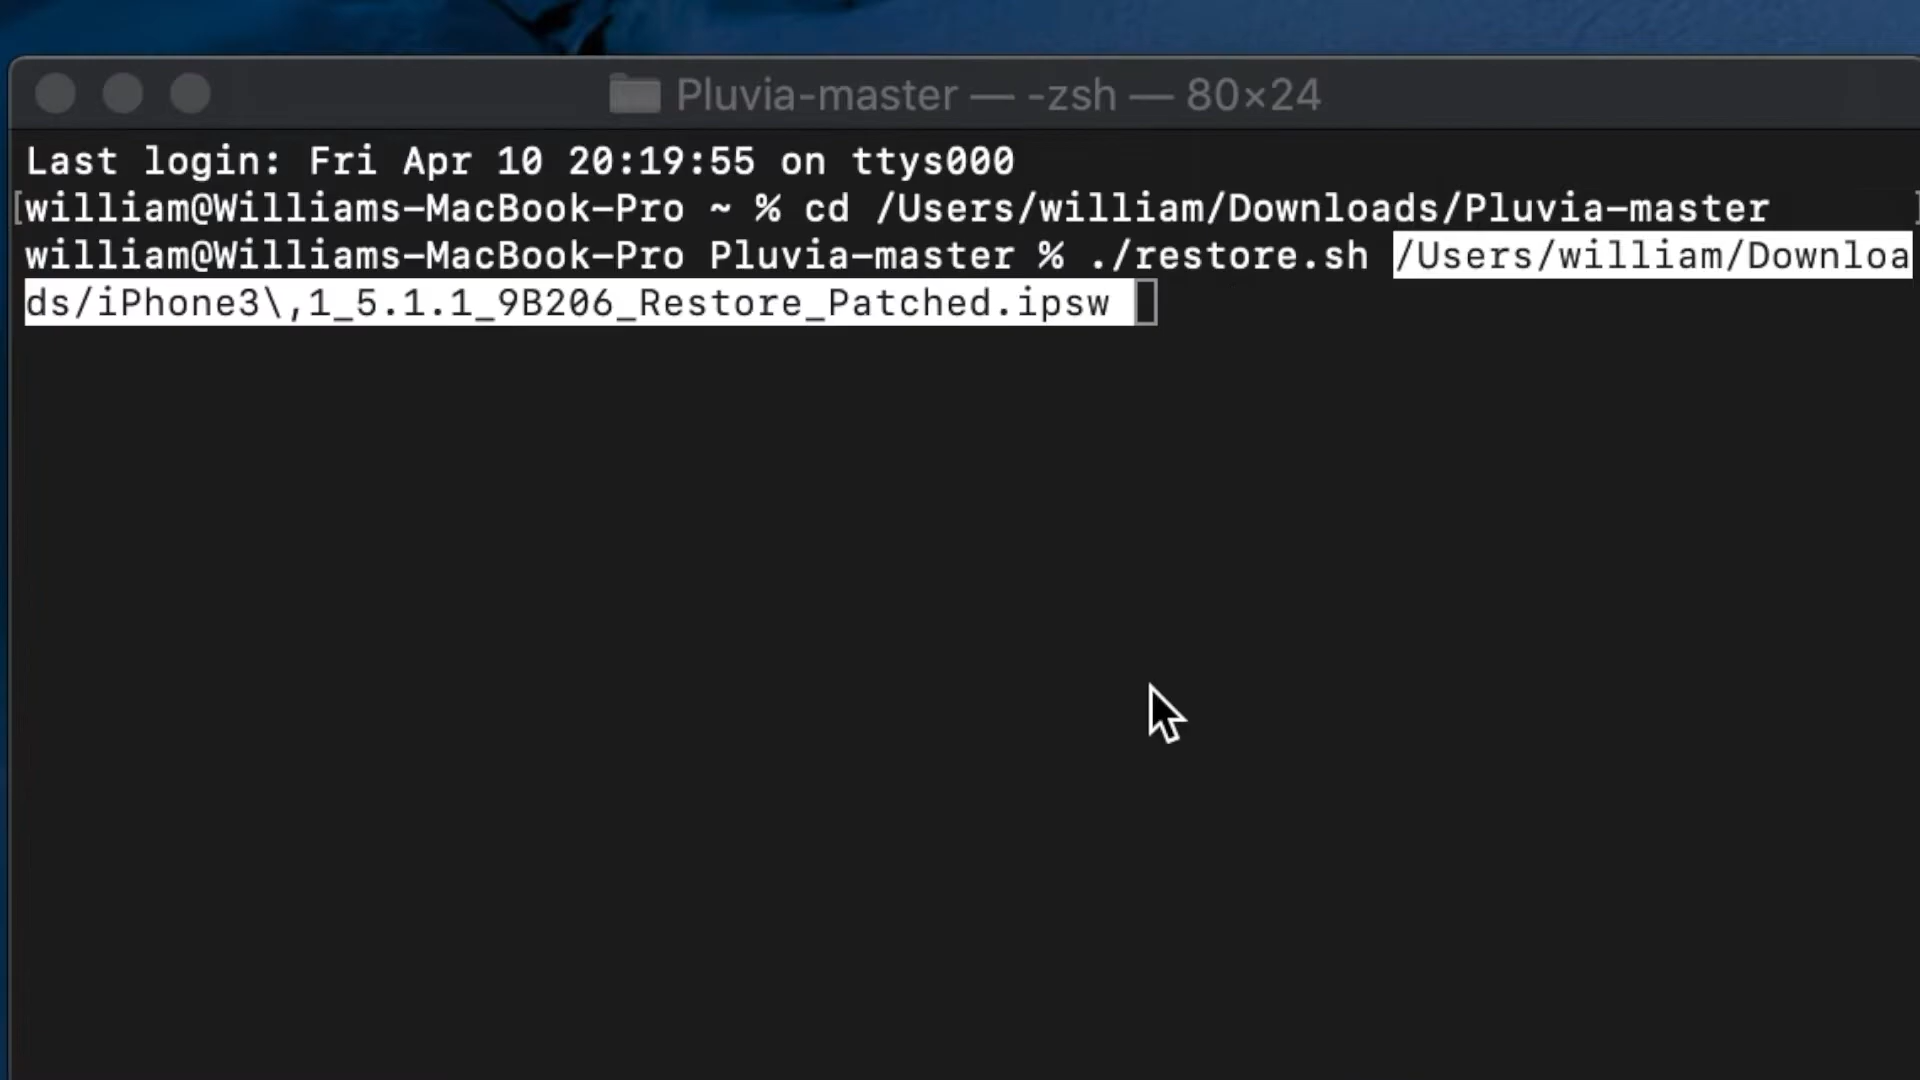 Pluvia-master — -zsh — 80×24
Last login: Fri Apr 10 20:19:55 on ttys000
[william@Williams-MacBook-Pro ~ % cd /Users/william/Downloads/Pluvia-master ]
william@Williams-MacBook-Pro Pluvia-master % ./restore.sh /Users/william/Downloa
ds/iPhone3\,1_5.1.1_9B206_Restore_Patched.ipsw